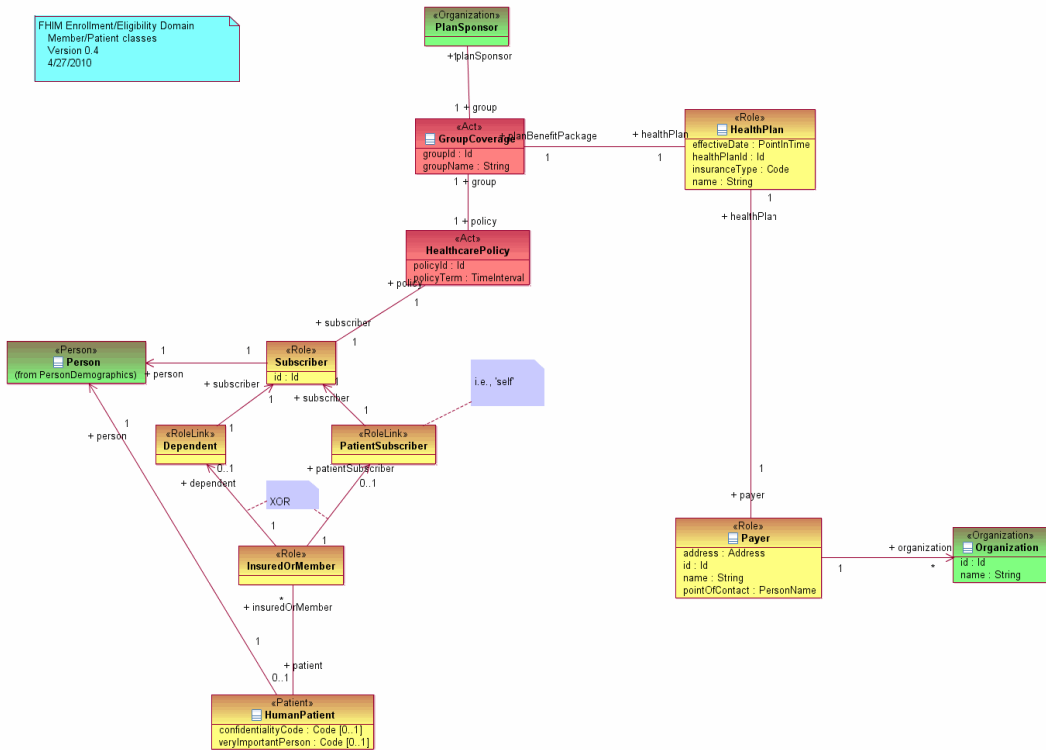 FHIM Enrollment/Eligibility Domain
Member/Patient classes
Version 0.4
4/27/2010
«Organization»
PlanSponsor
+planSponsor
1
1 + group
«Act»
GroupCoverage
groupId : Id
groupName : String
+ planBenefitPackage
1
+ healthPlan
1
«Role»
HealthPlan
effectiveDate : PointInTime
healthPlanId : Id
insuranceType : Code
name : String
1
+ healthPlan
1 + group
1 + policy
«Act»
HealthcarePolicy
policyId : Id
policyTerm : TimeInterval
+ policy
1
+ subscriber
1
«Person»
Person
(from PersonDemographics)
1
+ person
1
«Role»
Subscriber
id : Id
+ subscriber
1
1
+ subscriber
1
1
i.e., 'self'
1
+ person
«RoleLink»
Dependent
«RoleLink»
PatientSubscriber
0..1
+ dependent
+ patientSubscriber
0..1
XOR
1
1
«Role»
InsuredOrMember
*
+ insuredOrMember
1
+ patient
0..1
«Patient»
HumanPatient
confidentialityCode : Code [0..1]
veryImportantPerson : Code [0..1]
1
+ payer
«Role»
Payer
address : Address
id : Id
name : String
pointOfContact : PersonName
1
+ organization
*
«Organization»
Organization
id : Id
name : String